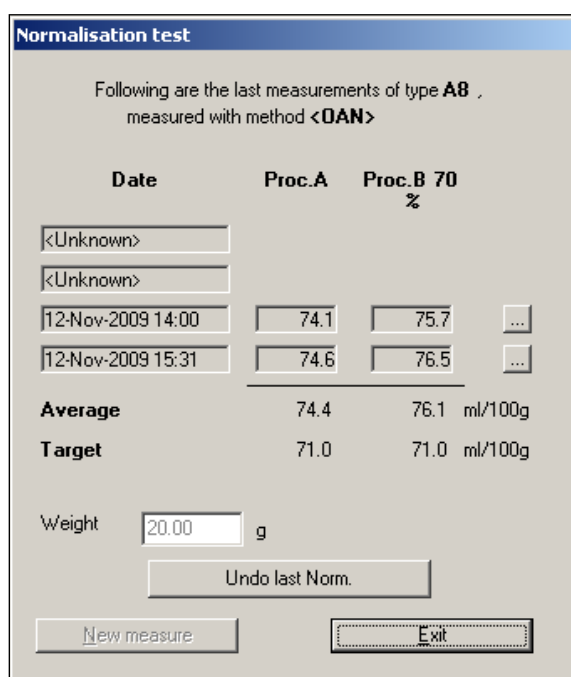 Normalisation test
Following are the last measurements of type A8 ,
measured with method <OAN>
Date Proc.A Proc.B 70
%
<Unknown>
<Unknown>
12-Nov-2009 14:00 74.1 75.7 ...
12-Nov-2009 15:31 74.6 76.5 ...
Average 74.4 76.1 ml/100g
Target 71.0 71.0 ml/100g
Weight 20.00 g
Undo last Norm.
New measure Exit